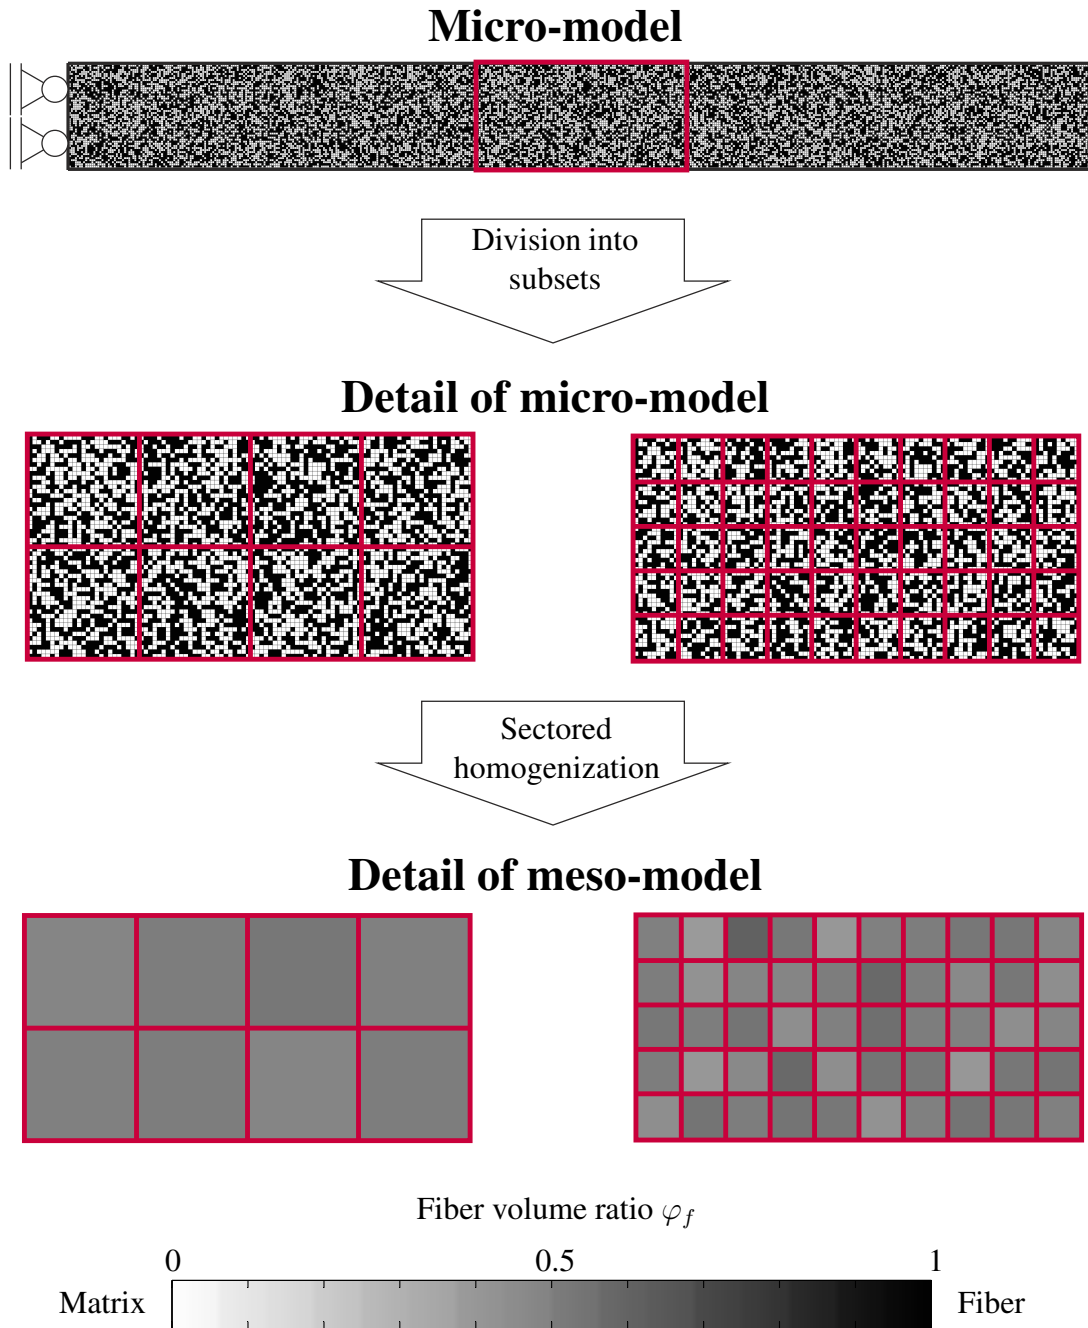 Micro-model
Division into
subsets
Detail of micro-model
Sectored
homogenization
Detail of meso-model
Fiber volume ratio φ_f
0 0.5 1
Matrix Fiber